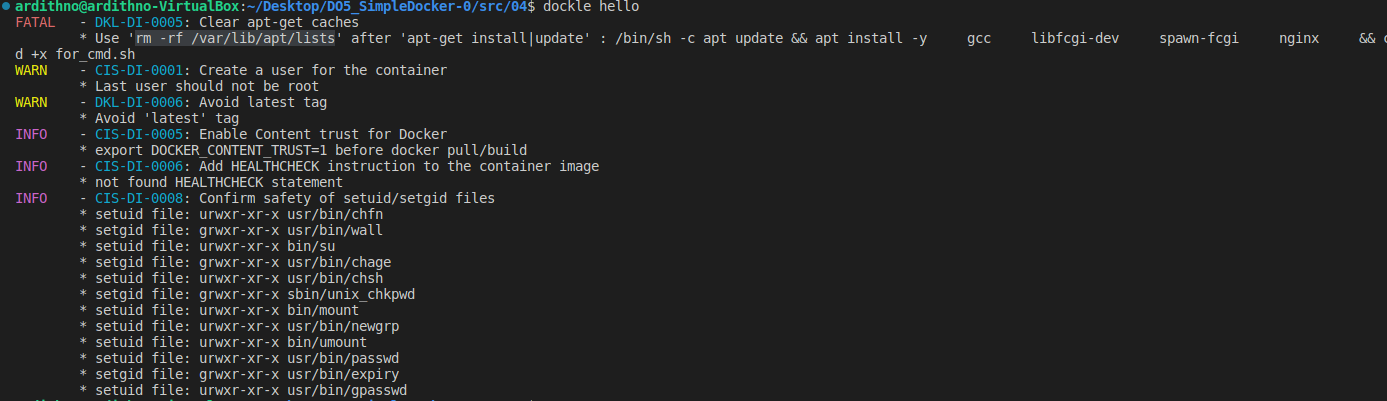 ardithno@ardithno-VirtualBox:~/Desktop/DO5_SimpleDocker-0/src/04$ dockle hello
FATAL - DKL-DI-0005: Clear apt-get caches
* Use 'rm -rf /var/lib/apt/lists' after 'apt-get install|update' : /bin/sh -c apt update && apt install -y gcc libfcgi-dev spawn-fcgi nginx && c
d +x for_cmd.sh
WARN - CIS-DI-0001: Create a user for the container
* Last user should not be root
WARN - DKL-DI-0006: Avoid latest tag
* Avoid 'latest' tag
INFO - CIS-DI-0005: Enable Content trust for Docker
* export DOCKER_CONTENT_TRUST=1 before docker pull/build
INFO - CIS-DI-0006: Add HEALTHCHECK instruction to the container image
* not found HEALTHCHECK statement
INFO - CIS-DI-0008: Confirm safety of setuid/setgid files
* setuid file: urwxr-xr-x usr/bin/chfn
* setgid file: grwxr-xr-x usr/bin/wall
* setuid file: urwxr-xr-x bin/su
* setgid file: grwxr-xr-x usr/bin/chage
* setuid file: urwxr-xr-x usr/bin/chsh
* setgid file: grwxr-xr-x sbin/unix_chkpwd
* setuid file: urwxr-xr-x bin/mount
* setuid file: urwxr-xr-x usr/bin/newgrp
* setuid file: urwxr-xr-x bin/umount
* setuid file: urwxr-xr-x usr/bin/passwd
* setgid file: grwxr-xr-x usr/bin/expiry
* setuid file: urwxr-xr-x usr/bin/gpasswd